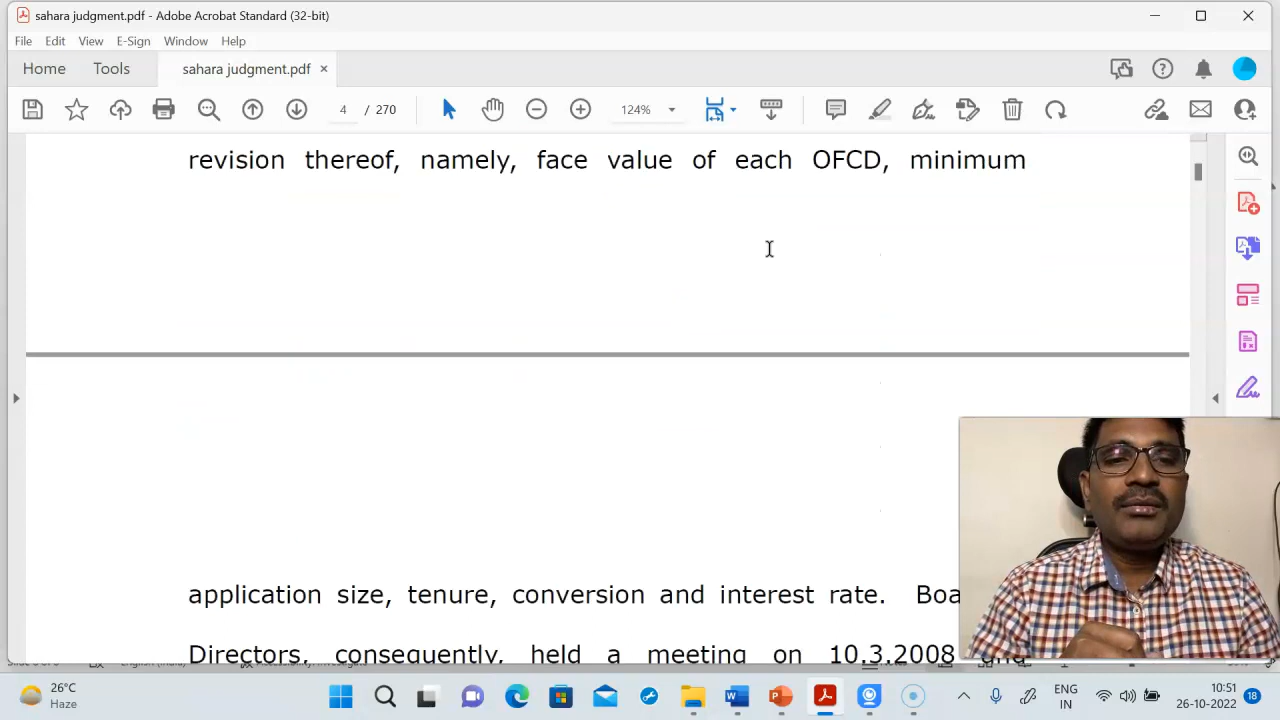 sahara judgment.pdf - Adobe Acrobat Standard (32-bit)
File Edit View E-Sign Window Help
Home Tools sahara judgment.pdf ×
4 / 270 124%
revision thereof, namely, face value of each OFCD, minimum
application size, tenure, conversion and interest rate. Boa
Directors, consequently, held a meeting on 10.3.2008 and
26°C
Haze
ENG
IN
10:51
26-10-2022
18